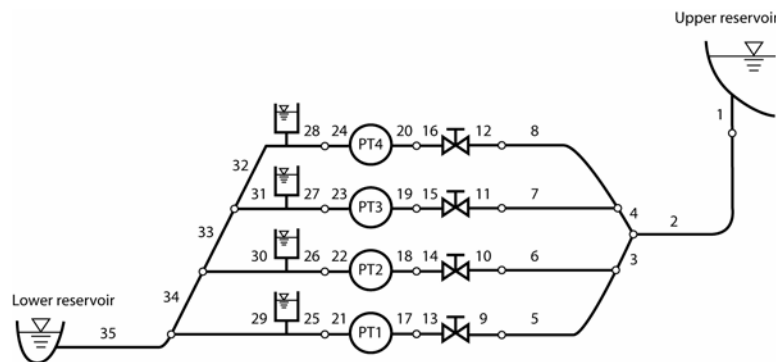 Upper reservoir
1
28 24 20 16 12 8
PT4
32
31 27 23 19 15 11 7
PT3
4
2
33
30 26 22 18 14 10 6
PT2
3
34
Lower reservoir
29 25 21 17 13 9 5
PT1
35